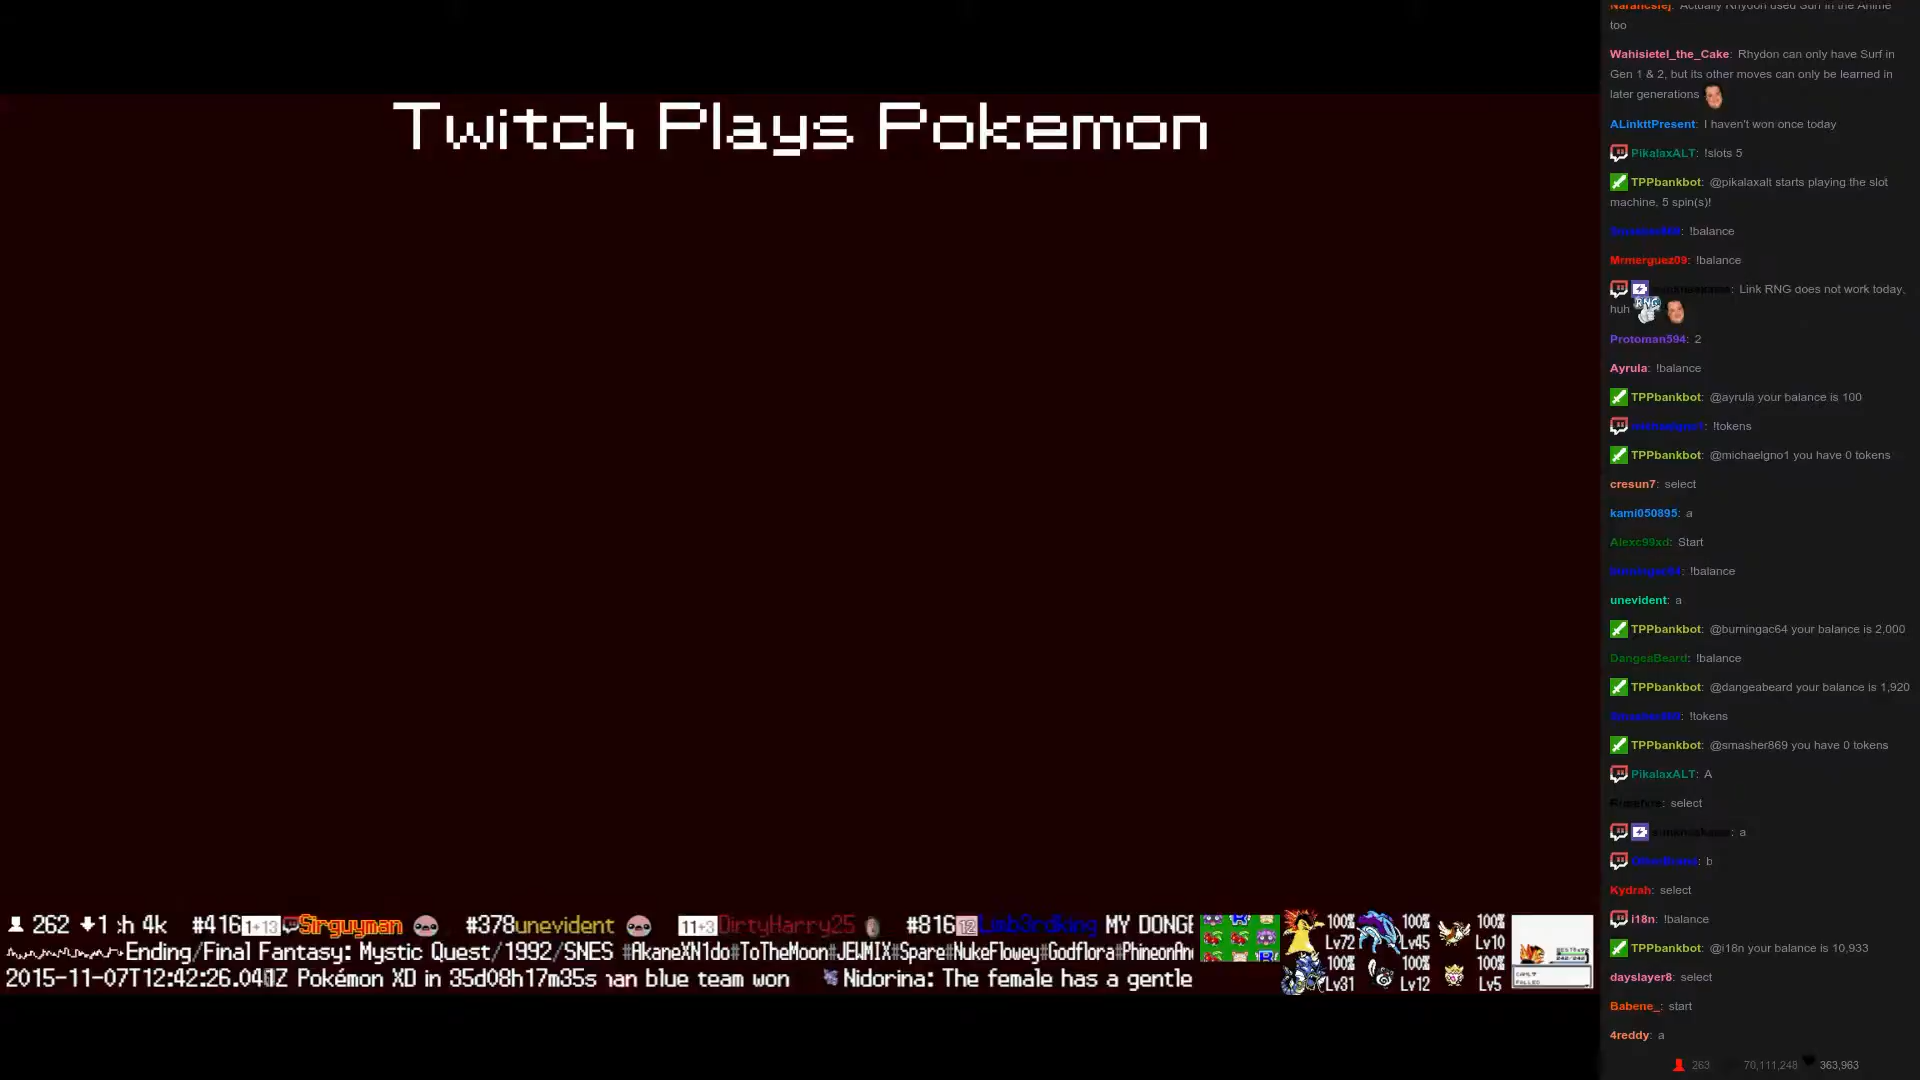 Twitch Plays Pokemon
262 1 :h 4k #416 1+13 Sirguyman #378 unevident 11+3 DirtyHarry25 #816 12 Limb3rdking MY DONGE
Ending/Final Fantasy: Mystic Quest/1992/SNES #AkaneXN1do#ToTheMoon#JEWMIX#Spare#NukeFlowey#Godflora#PhineonAn
2015-11-07T12:42:26.04 Z Pokémon XD in 35d08h17m35s nan blue team won Nidorina: The female has a gentle
100% 100% 100%
Lv72 Lv45 Lv10
100% 100% 100%
Lv31 Lv12 Lv5
Narancsfej: Actually Rhydon used Surf in the Anime
too
Wahisietel_the_Cake: Rhydon can only have Surf in
Gen 1 & 2, but its other moves can only be learned in
later generations
ALinkttPresent: I haven't won once today
PikalaxALT: !slots 5
TPPbankbot: @pikalaxalt starts playing the slot
machine, 5 spin(s)!
Smasher869: !balance
Mrmerguez09: !balance
: Link RNG does not work today,
huh
Protoman594: 2
Ayrula: !balance
TPPbankbot: @ayrula your balance is 100
michaelgno1: !tokens
TPPbankbot: @michaelgno1 you have 0 tokens
cresun7: select
kami050895: a
Alexc99xd: Start
burningac64: !balance
unevident: a
TPPbankbot: @burningac64 your balance is 2,000
DangeaBeard: !balance
TPPbankbot: @dangeabeard your balance is 1,920
Smasher869: !tokens
TPPbankbot: @smasher869 you have 0 tokens
PikalaxALT: A
: select
: a
: b
Kydrah: select
i18n: !balance
TPPbankbot: @i18n your balance is 10,933
dayslayer8: select
Babene_: start
4reddy: a
263 70,111,248 363,963